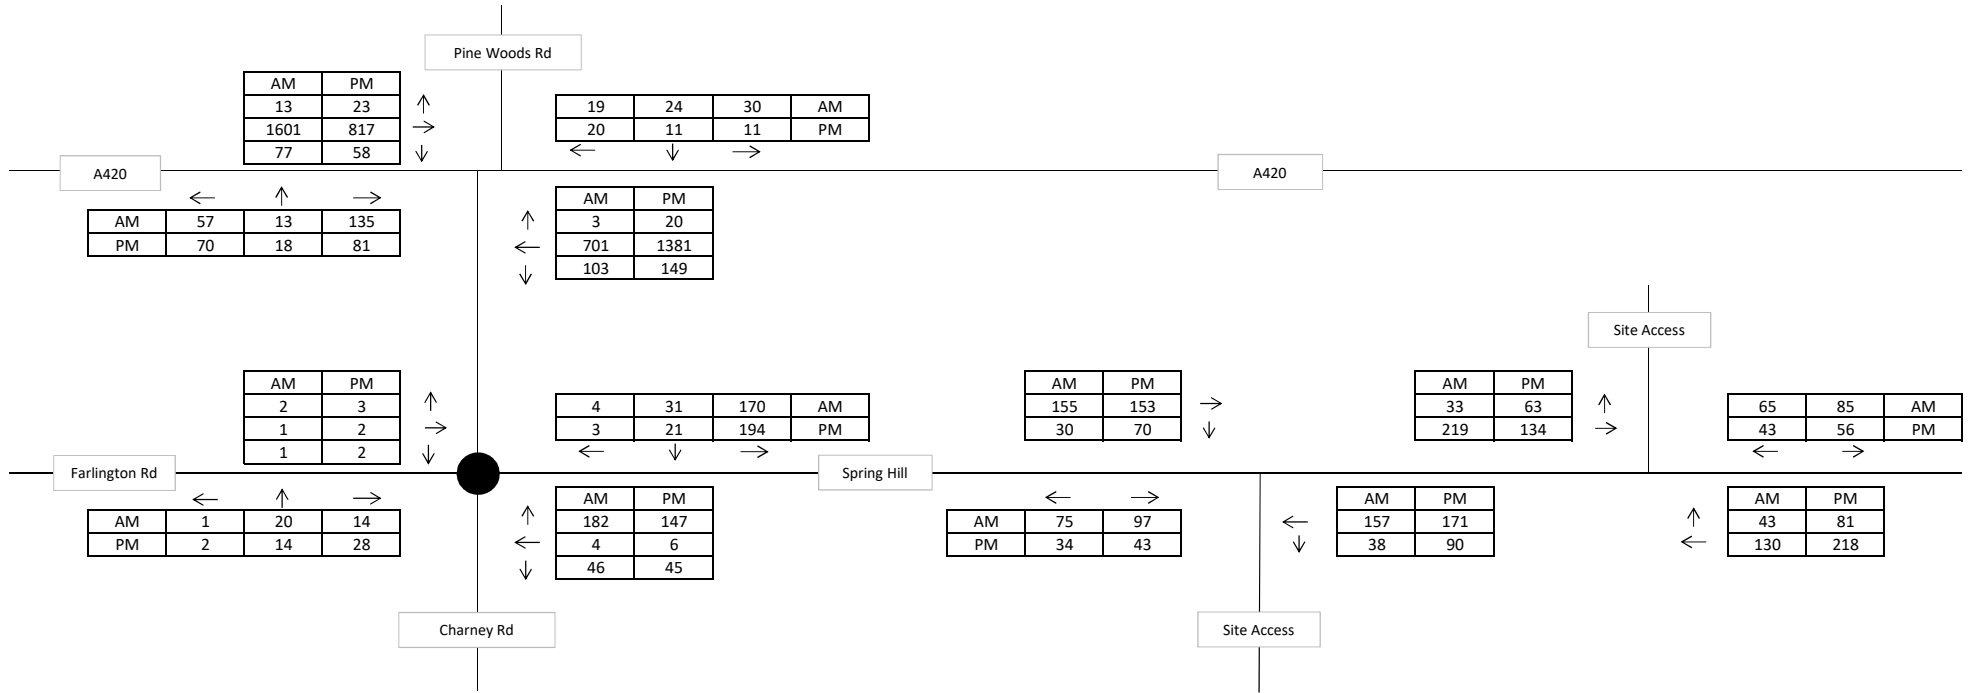 Pine Woods Rd
AM PM
13 23
1601 817
77 58
19 24 30 AM
20 11 11 PM
A420
A420
AM 57 13 135
PM 70 18 81
AM PM
3 20
701 1381
103 149
Site Access
AM PM
2 3
1 2
1 2
4 31 170 AM
3 21 194 PM
AM PM
155 153
30 70
AM PM
33 63
219 134
65 85 AM
43 56 PM
Farlington Rd
Spring Hill
AM 1 20 14
PM 2 14 28
AM PM
182 147
4 6
46 45
AM 75 97
PM 34 43
AM PM
157 171
38 90
AM PM
43 81
130 218
Charney Rd
Site Access